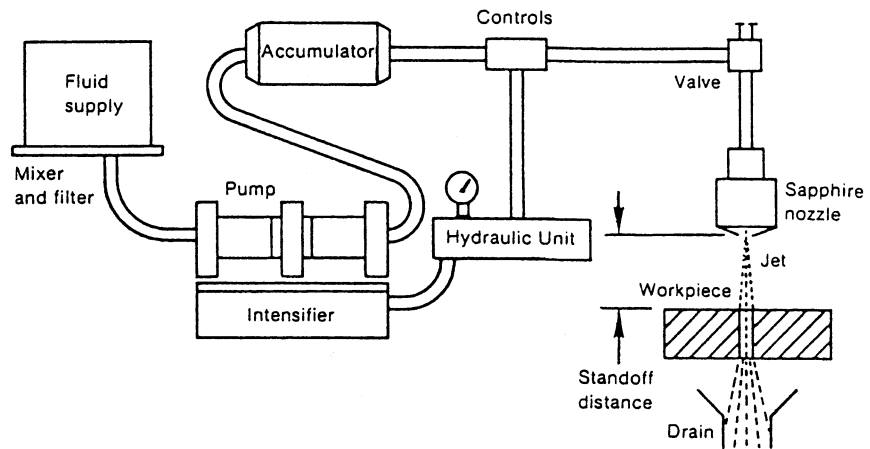 Controls
Accumulator
Fluid
supply
Valve
Mixer
and filter
Pump
Sapphire
nozzle
Hydraulic Unit
Jet
Workpiece
Intensifier
Standoff
distance
Drain